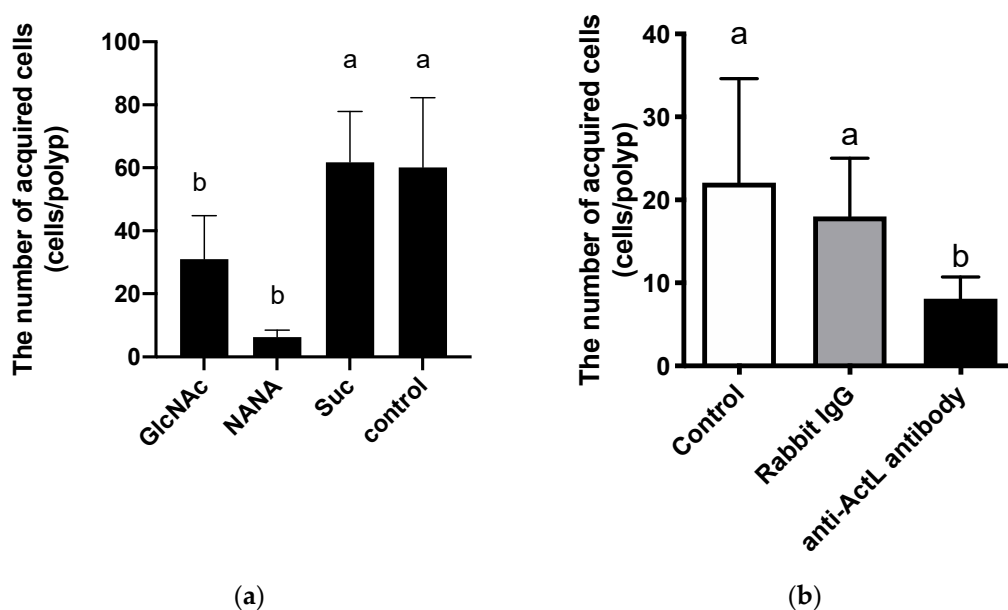 The number of acquired cells
(cells/polyp)
100
80
60
40
20
0
b
b
a
a
GlcNAc
NANA
Suc
control
(a)
The number of acquired cells
(cells/polyp)
40
30
20
10
0
a
a
b
Control
Rabbit IgG
anti-ActL antibody
(b)